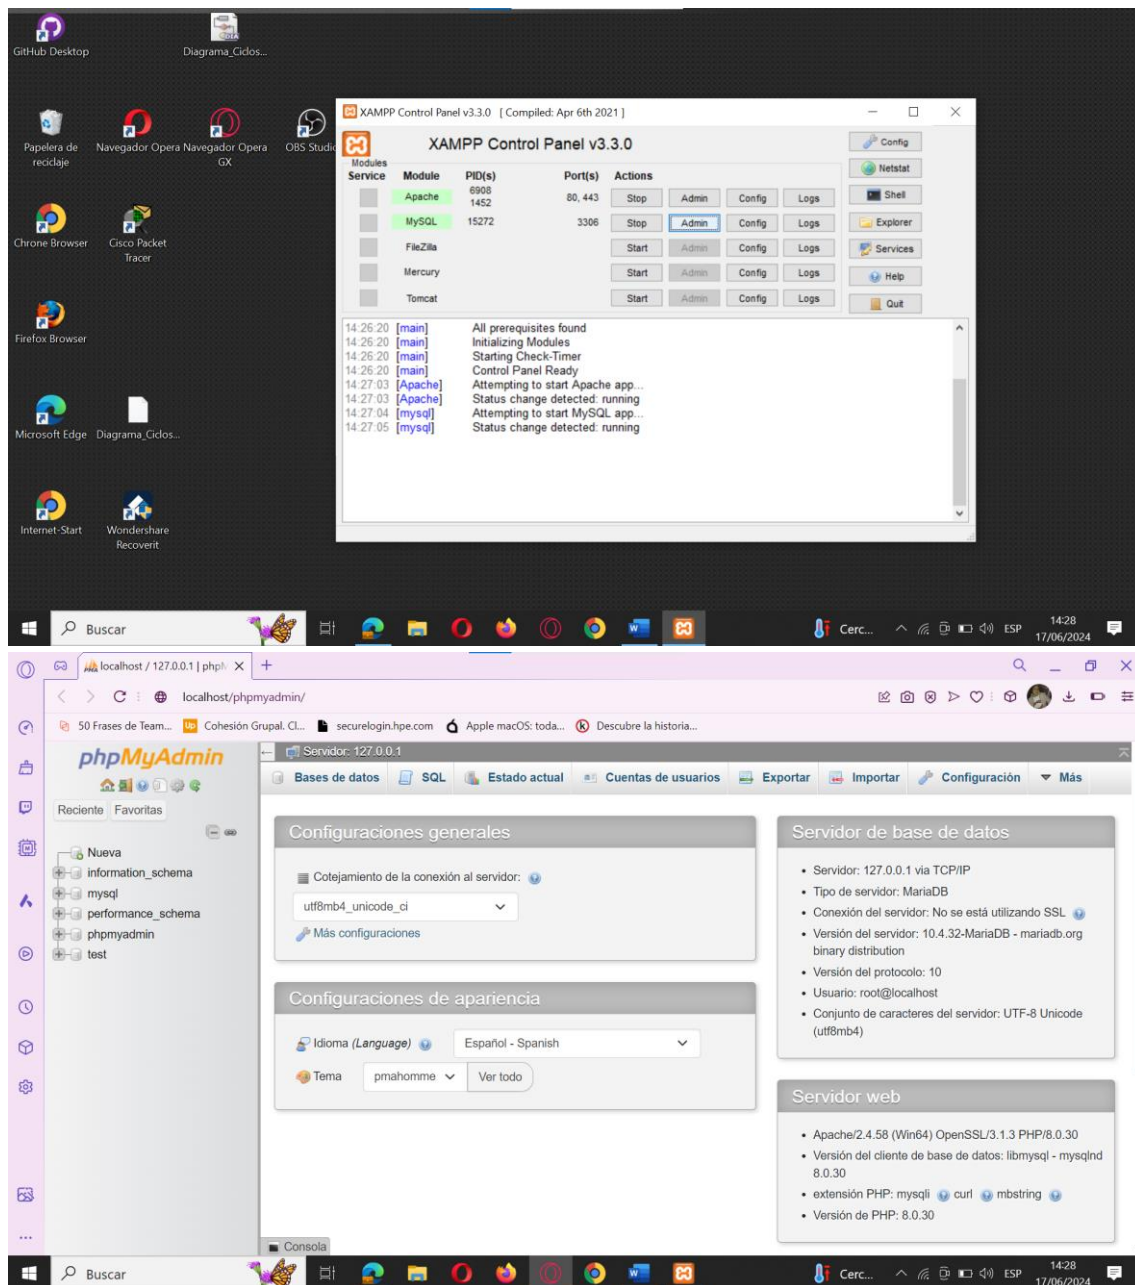 GitHub Desktop
Diagrama_Ciclos...
Papelera de
reciclaje
Navegador Opera
Navegador Opera
GX
OBS Studio
Chrone Browser
Cisco Packet
Tracer
Firefox Browser
Microsoft Edge
Diagrama_Ciclos...
Internet-Start
Wondershare
Recoverit
XAMPP Control Panel v3.3.0 [ Compiled: Apr 6th 2021 ]
XAMPP Control Panel v3.3.0
Modules
Service Module PID(s) Port(s) Actions
Apache 6908
1452 80, 443 Stop Admin Config Logs
MySQL 15272 3306 Stop Admin Config Logs
FileZilla Start Admin Config Logs
Mercury Start Admin Config Logs
Tomcat Start Admin Config Logs
Config
Netstat
Shell
Explorer
Services
Help
Quit
14:26:20 [main] All prerequisites found
14:26:20 [main] Initializing Modules
14:26:20 [main] Starting Check-Timer
14:26:20 [main] Control Panel Ready
14:27:03 [Apache] Attempting to start Apache app...
14:27:03 [Apache] Status change detected: running
14:27:04 [mysql] Attempting to start MySQL app...
14:27:05 [mysql] Status change detected: running
Buscar
Cerc...
ESP
14:28
17/06/2024
localhost / 127.0.0.1 | phpM
localhost/phpmyadmin/
50 Frases de Team...
Cohesión Grupal. Cl...
securelogin.hpe.com
Apple macOS: toda...
Descubre la historia...
phpMyAdmin
Reciente Favoritas
Nueva
information_schema
mysql
performance_schema
phpmyadmin
test
Servidor: 127.0.0.1
Bases de datos SQL Estado actual Cuentas de usuarios Exportar Importar Configuración Más
Configuraciones generales
Cotejamiento de la conexión al servidor:
utf8mb4_unicode_ci
Más configuraciones
Configuraciones de apariencia
Idioma (Language) Español - Spanish
Tema pmahomme Ver todo
Servidor de base de datos
• Servidor: 127.0.0.1 via TCP/IP
• Tipo de servidor: MariaDB
• Conexión del servidor: No se está utilizando SSL
• Versión del servidor: 10.4.32-MariaDB - mariadb.org
binary distribution
• Versión del protocolo: 10
• Usuario: root@localhost
• Conjunto de caracteres del servidor: UTF-8 Unicode
(utf8mb4)
Servidor web
• Apache/2.4.58 (Win64) OpenSSL/3.1.3 PHP/8.0.30
• Versión del cliente de base de datos: libmysql - mysqlnd
8.0.30
• extensión PHP: mysqli curl mbstring
• Versión de PHP: 8.0.30
Consola
Buscar
Cerc...
ESP
14:28
17/06/2024